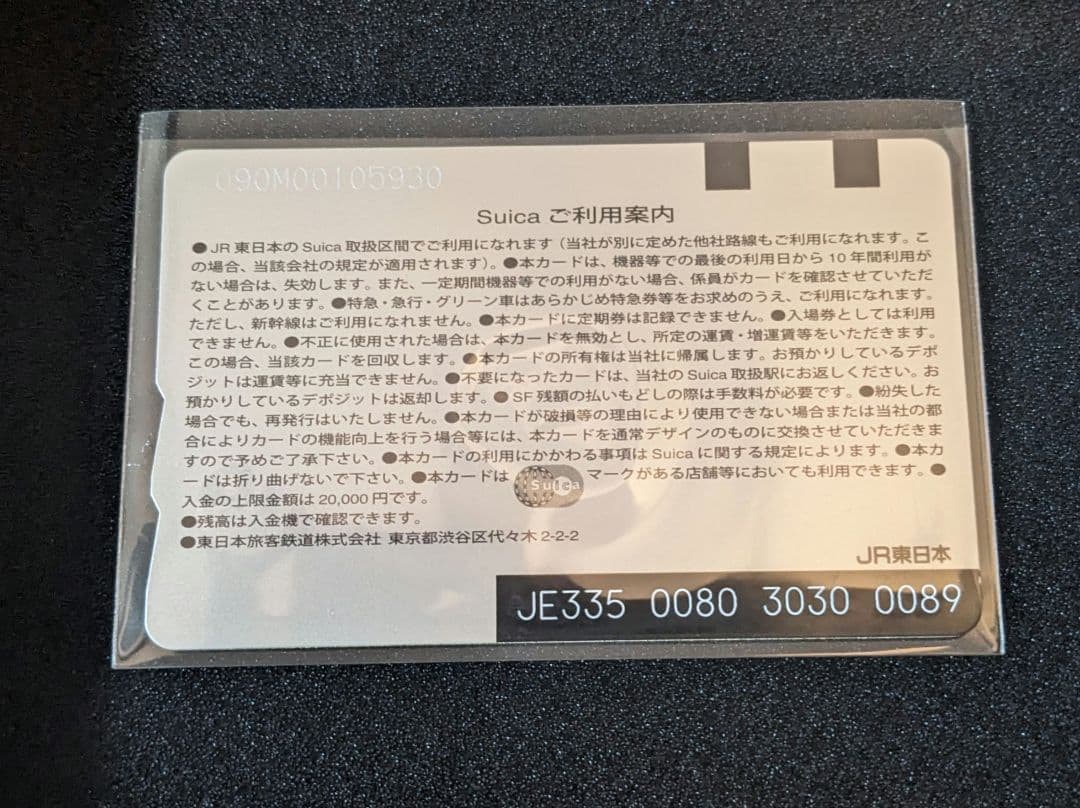 090M00105930
Suica ご利用案内
●JR東日本のSuica取扱区間でご利用になれます（当社が別に定めた他社路線もご利用になれます。こ
の場合、当該会社の規定が適用されます）。●本カードは、機器等での最後の利用日から10年間利用が
ない場合は、失効します。また、一定期間機器等での利用がない場合、係員がカードを確認させていただ
くことがあります。●特急・急行・グリーン車はあらかじめ特急券等をお求めのうえ、ご利用になれます。
ただし、新幹線はご利用になれません。●本カードに定期券は記録できません。●入場券としては利用
できません。●不正に使用された場合は、本カードを無効とし、所定の運賃・増運賃等をいただきます。
この場合、当該カードを回収します。●本カードの所有権は当社に帰属します。お預かりしているデポ
ジットは運賃等に充当できません。●不要になったカードは、当社のSuica取扱駅にお返しください。お
預かりしているデポジットは返却します。●SF残額の払いもどしの際は手数料が必要です。●紛失した
場合でも、再発行はいたしません。●本カードが破損等の理由により使用できない場合または当社の都
合によりカードの機能向上を行う場合等には、本カードを通常デザインのものに交換させていただきま
すので予めご了承下さい。●本カードの利用にかかわる事項はSuicaに関する規定によります。●本カ
ードは折り曲げないで下さい。●本カードは Suica マークがある店舗等においても利用できます。●
入金の上限金額は20,000円です。
●残高は入金機で確認できます。
●東日本旅客鉄道株式会社 東京都渋谷区代々木2-2-2
JR東日本
JE335 0080 3030 0089